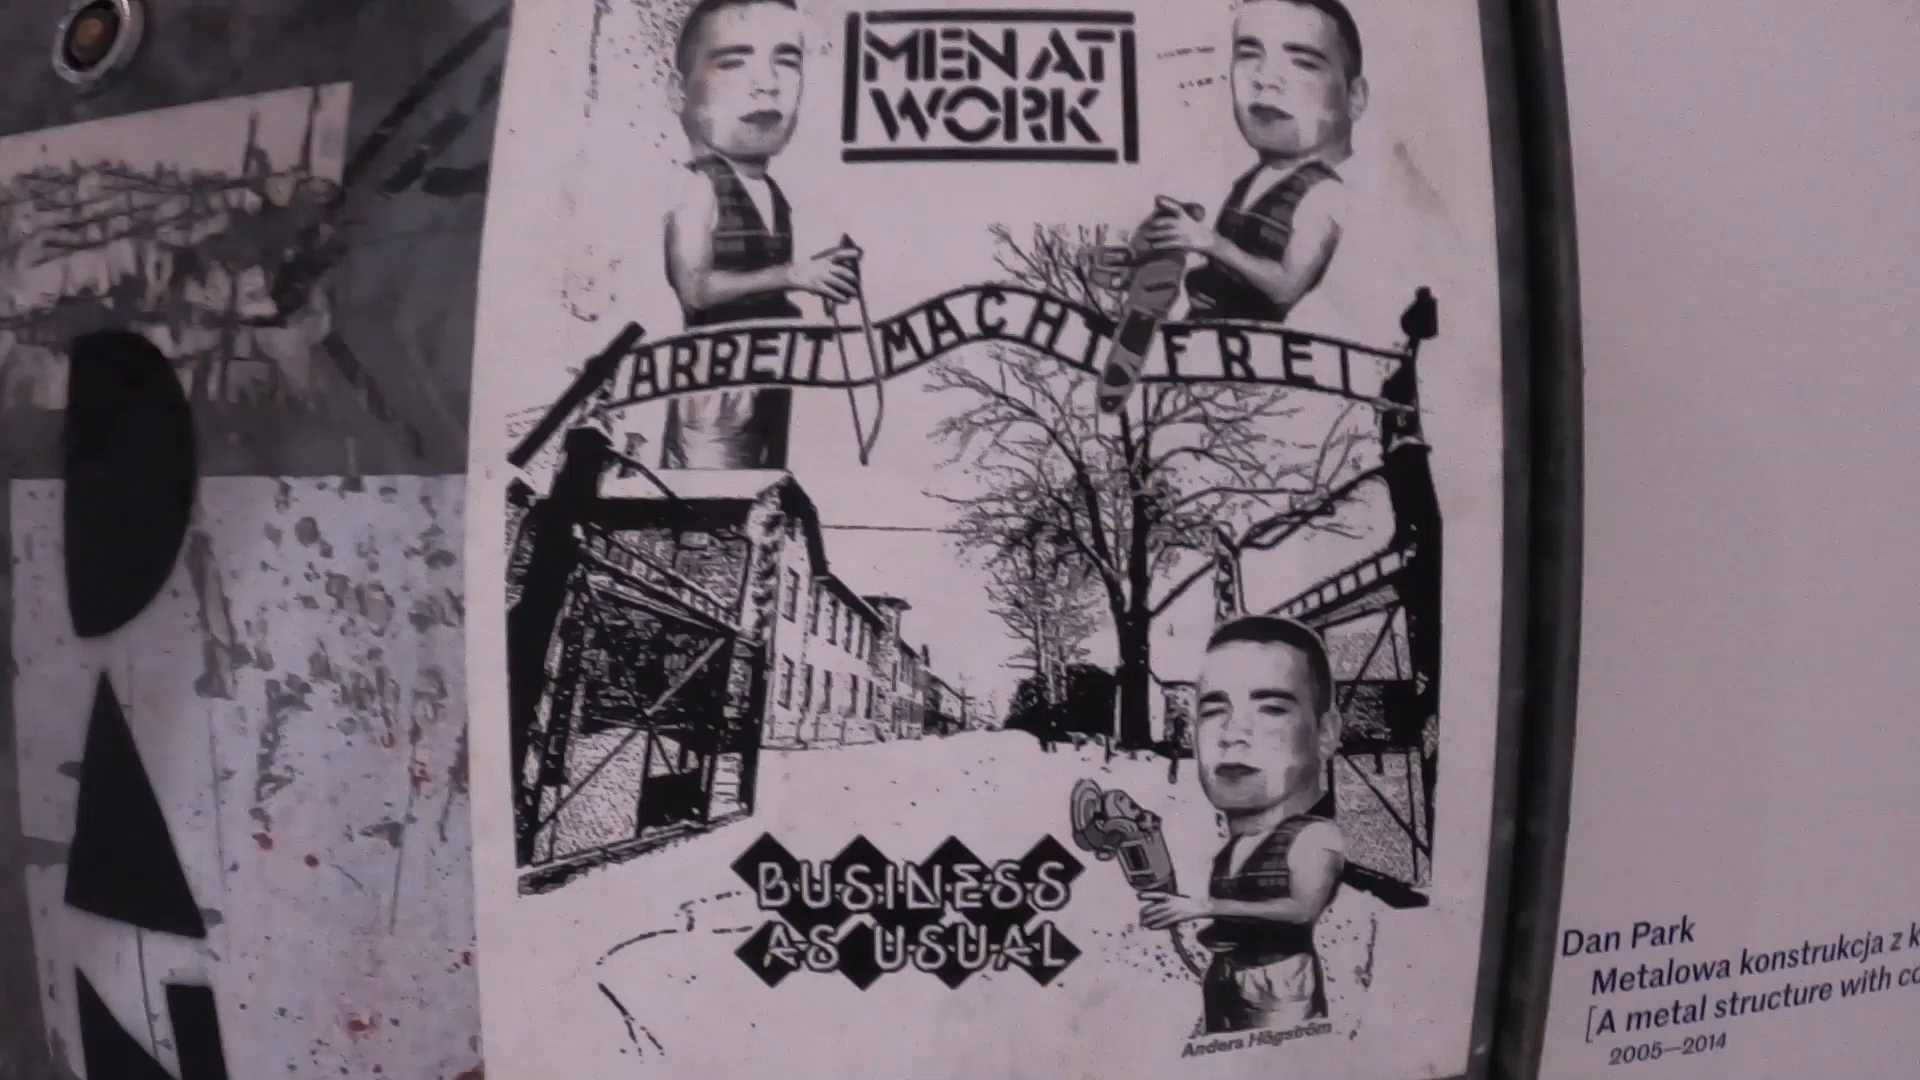 MEN AT
WORK
ARBEIT MACHT FREI
BUSINESS
AS USUAL
Anders Högström
Dan Park
Metalowa konstrukcja z
[A metal structure with
2005—2014